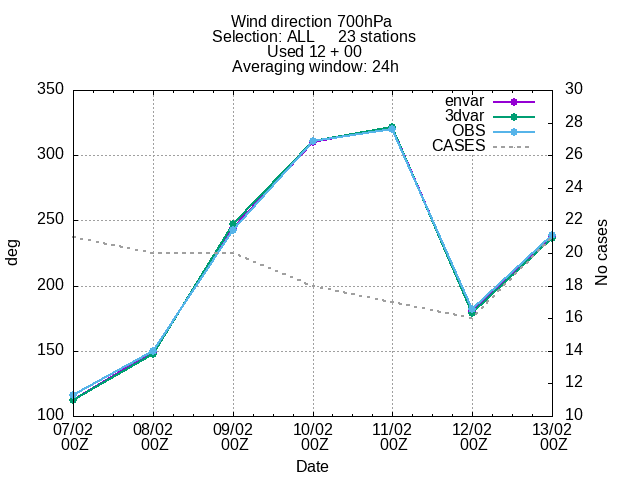 Wind direction 700hPa
Selection: ALL 23 stations
Used 12 + 00
Averaging window: 24h
envar
3dvar
OBS
CASES
deg
350
300
250
200
150
100
No cases
30
28
26
24
22
20
18
16
14
12
10
07/02 08/02 09/02 10/02 11/02 12/02 13/02
00Z 00Z 00Z 00Z 00Z 00Z 00Z
Date